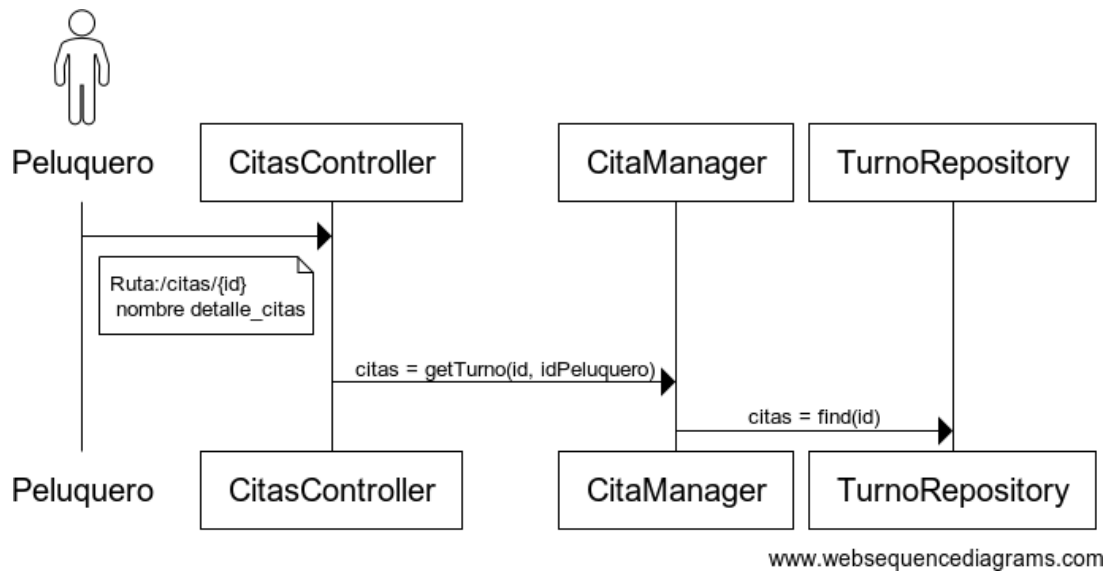 Peluquero
CitasController
CitaManager
TurnoRepository
Ruta:/citas/{id}
nombre detalle_citas
citas = getTurno(id, idPeluquero)
citas = find(id)
Peluquero
CitasController
CitaManager
TurnoRepository
www.websequencediagrams.com